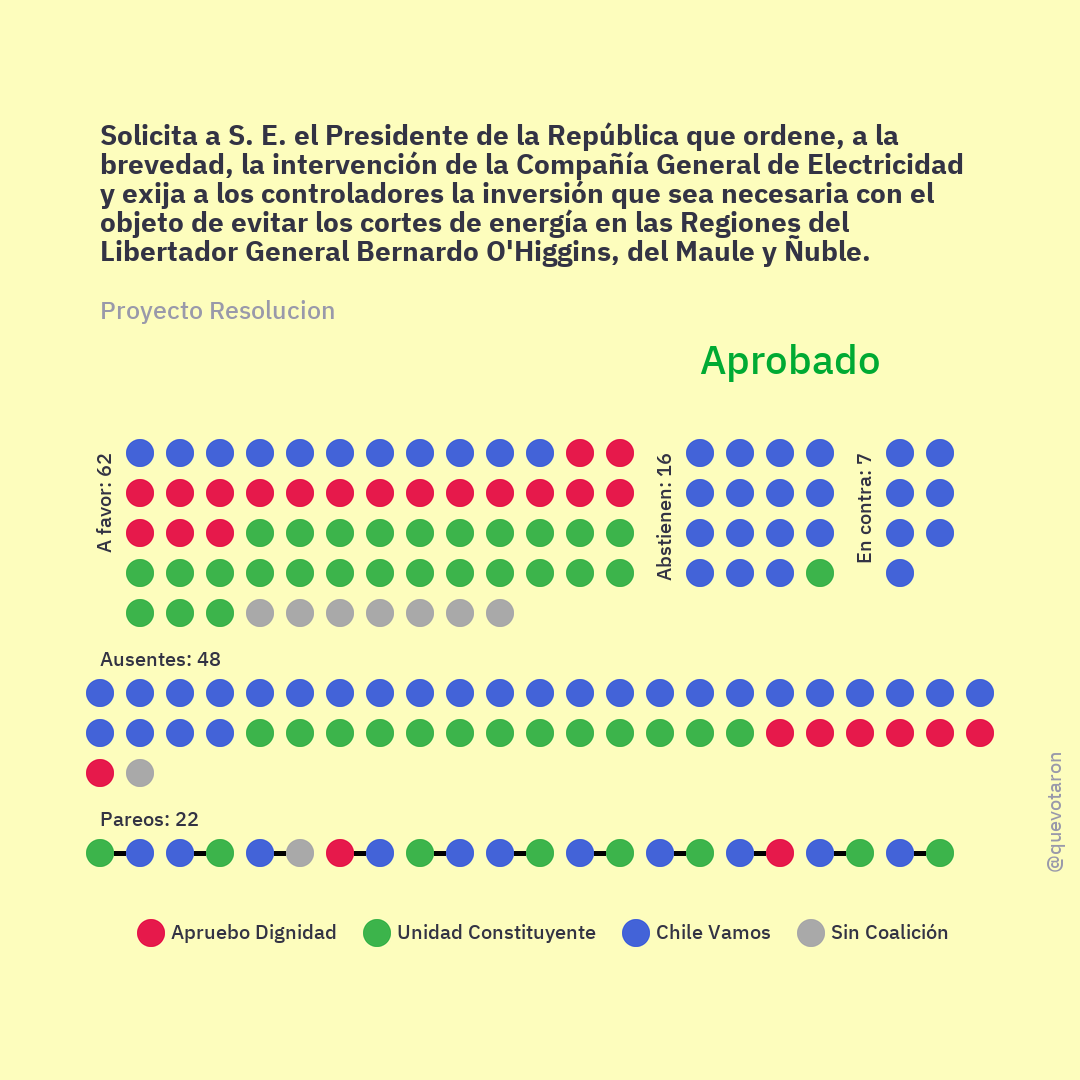 Solicita a S. E. el Presidente de la República que ordene, a la
brevedad, la intervención de la Compañía General de Electricidad
y exija a los controladores la inversión que sea necesaria con el
objeto de evitar los cortes de energía en las Regiones del
Libertador General Bernardo O'Higgins, del Maule y Ñuble.
Proyecto Resolucion
Aprobado
A favor: 62
Abstienen: 16
En contra: 7
Ausentes: 48
Pareos: 22
@quevotaron
Apruebo Dignidad
Unidad Constituyente
Chile Vamos
Sin Coalición